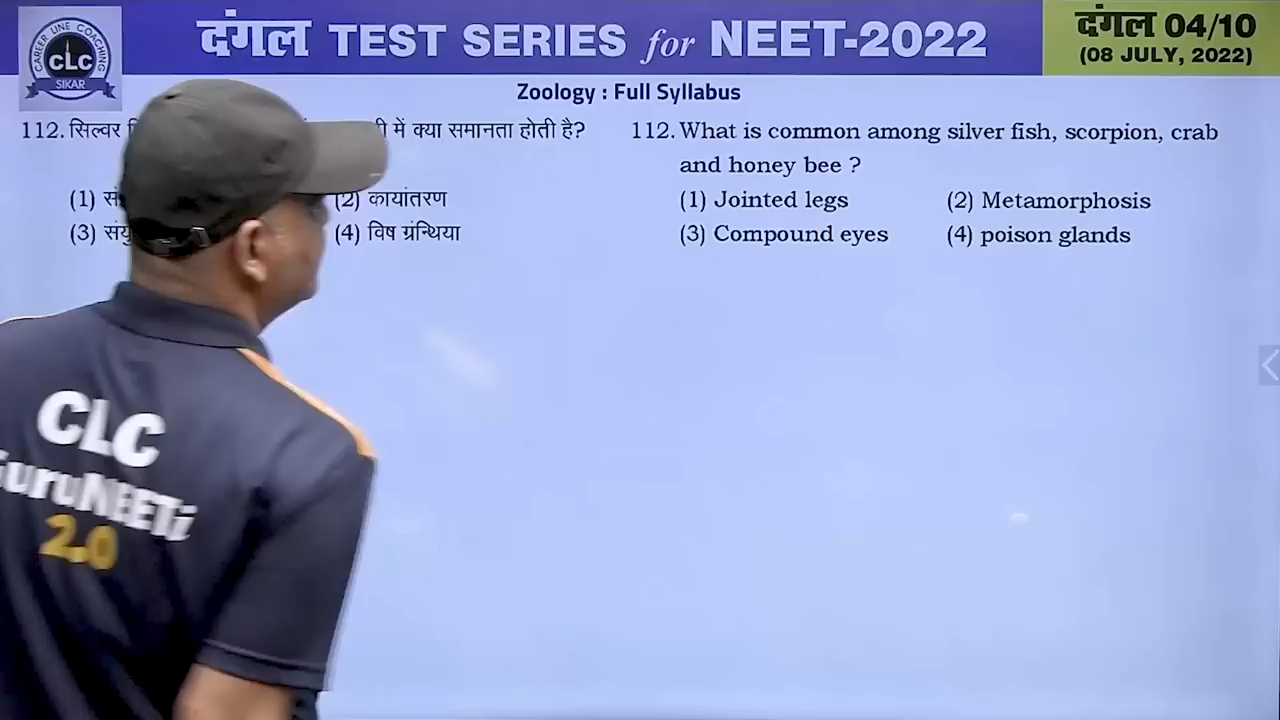 दंगल TEST SERIES for NEET-2022
दंगल 04/10
(08 JULY, 2022)
CAREER LINE COACHING
CLC
SIKAR
Zoology : Full Syllabus
112. सिल्वर में क्या समानता होती है?
(1) (2) कायांतरण
(3) (4) विष ग्रंन्थिया
112. What is common among silver fish, scorpion, crab
and honey bee ?
(1) Jointed legs (2) Metamorphosis
(3) Compound eyes (4) poison glands
CLC
GuruNEETi
2.0